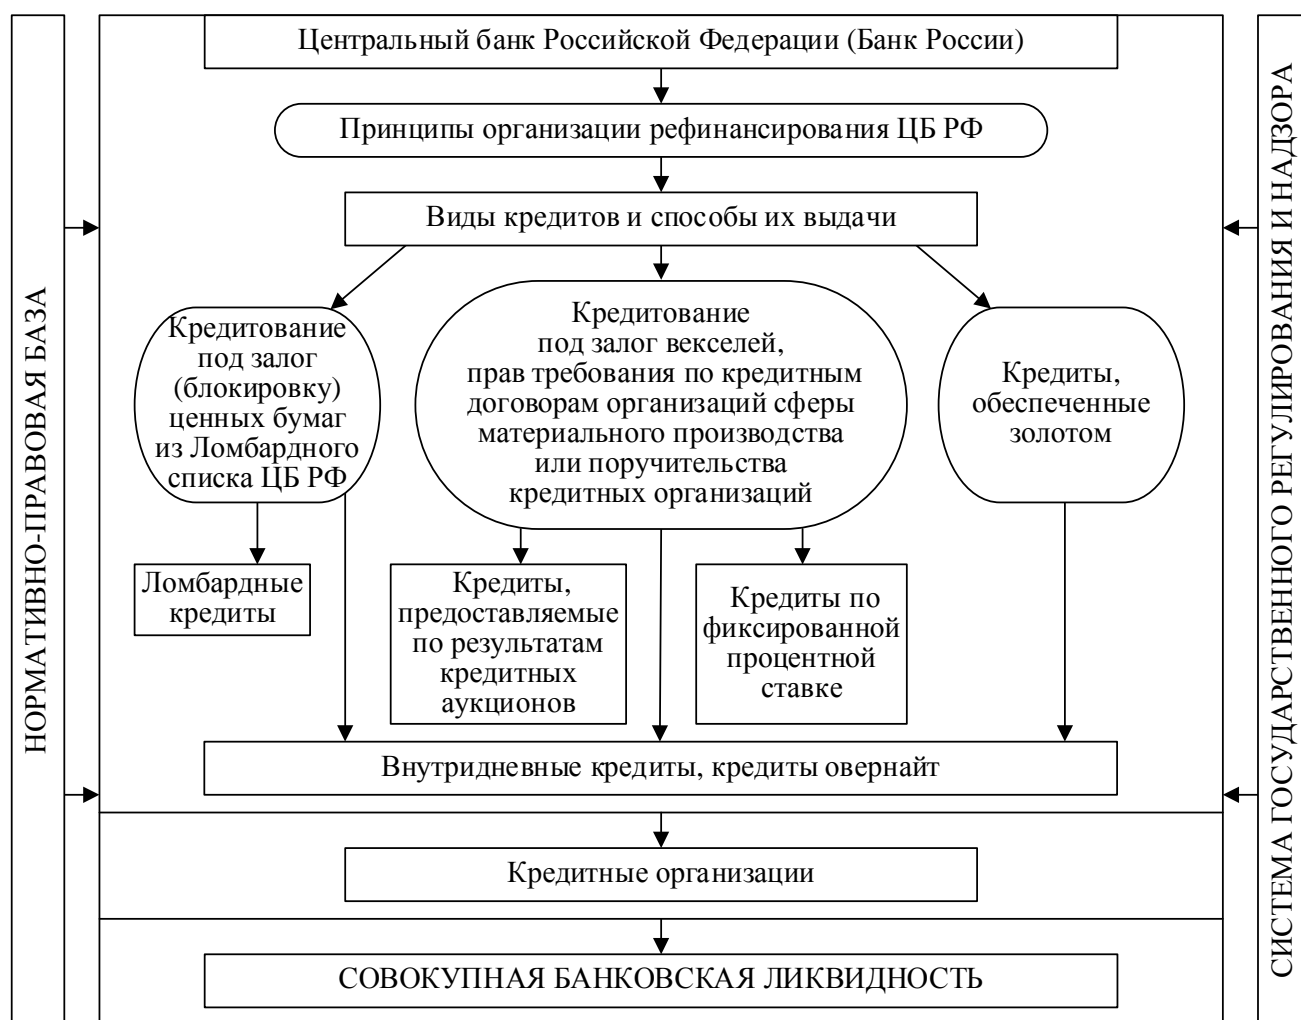 Центральный банк Российской Федерации (Банк России)
Принципы организации рефинансирования ЦБ РФ
Виды кредитов и способы их выдачи
Кредитование
под залог
(блокировку)
ценных бумаг
из Ломбардного
списка ЦБ РФ
Кредитование
под залог векселей,
прав требования по кредитным
договорам организаций сферы
материального производства
или поручительства
кредитных организаций
Кредиты,
обеспеченные
золотом
Ломбардные
кредиты
Кредиты,
предоставляемые
по результатам
кредитных
аукционов
Кредиты по
фиксированной
процентной
ставке
Внутридневные кредиты, кредиты овернайт
Кредитные организации
СОВОКУПНАЯ БАНКОВСКАЯ ЛИКВИДНОСТЬ
НОРМАТИВНО-ПРАВОВАЯ БАЗА
СИСТЕМА ГОСУДАРСТВЕННОГО РЕГУЛИРОВАНИЯ И НАДЗОРА